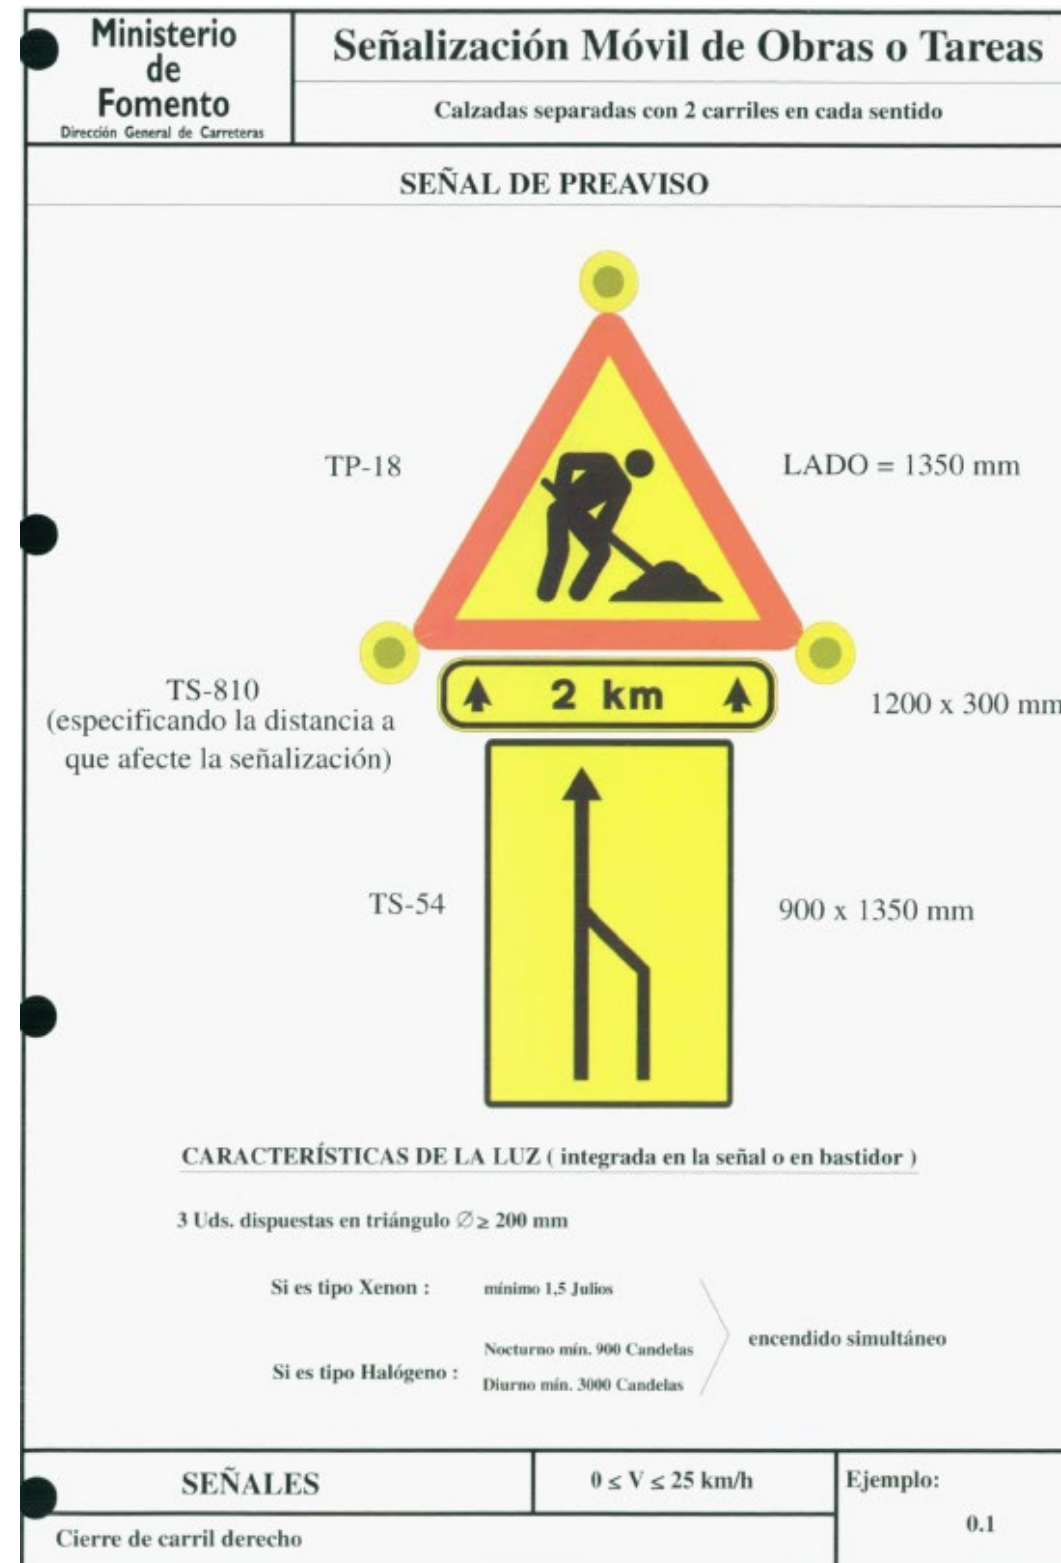 Ministerio
de
Fomento
Dirección General de Carreteras
Señalización Móvil de Obras o Tareas
Calzadas separadas con 2 carriles en cada sentido
SEÑAL DE PREAVISO
TP-18
LADO = 1350 mm
TS-810
(especificando la distancia a
que afecte la señalización)
2 km
1200 x 300 mm
TS-54
900 x 1350 mm
CARACTERÍSTICAS DE LA LUZ ( integrada en la señal o en bastidor )
3 Uds. dispuestas en triángulo ∅ ≥ 200 mm
Si es tipo Xenon : mínimo 1,5 Julios
Si es tipo Halógeno : Nocturno mín. 900 Candelas
Diurno mín. 3000 Candelas
encendido simultáneo
SEÑALES
0 ≤ V ≤ 25 km/h
Ejemplo:
0.1
Cierre de carril derecho